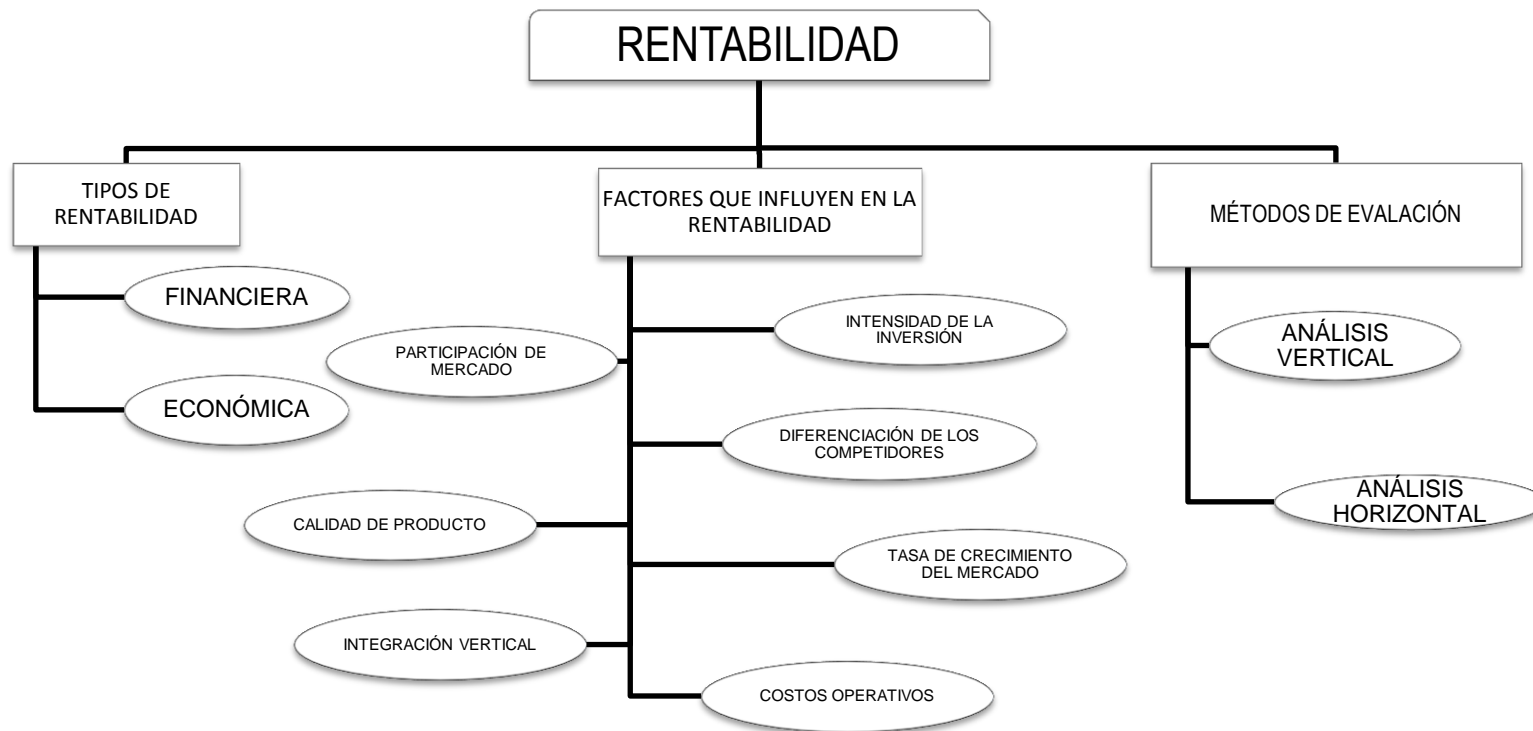 RENTABILIDAD
TIPOS DE
RENTABILIDAD
FINANCIERA
ECONÓMICA
FACTORES QUE INFLUYEN EN LA
RENTABILIDAD
INTENSIDAD DE LA
INVERSIÓN
PARTICIPACIÓN DE
MERCADO
DIFERENCIACIÓN DE LOS
COMPETIDORES
CALIDAD DE PRODUCTO
TASA DE CRECIMIENTO
DEL MERCADO
INTEGRACIÓN VERTICAL
COSTOS OPERATIVOS
MÉTODOS DE EVALACIÓN
ANÁLISIS
VERTICAL
ANÁLISIS
HORIZONTAL